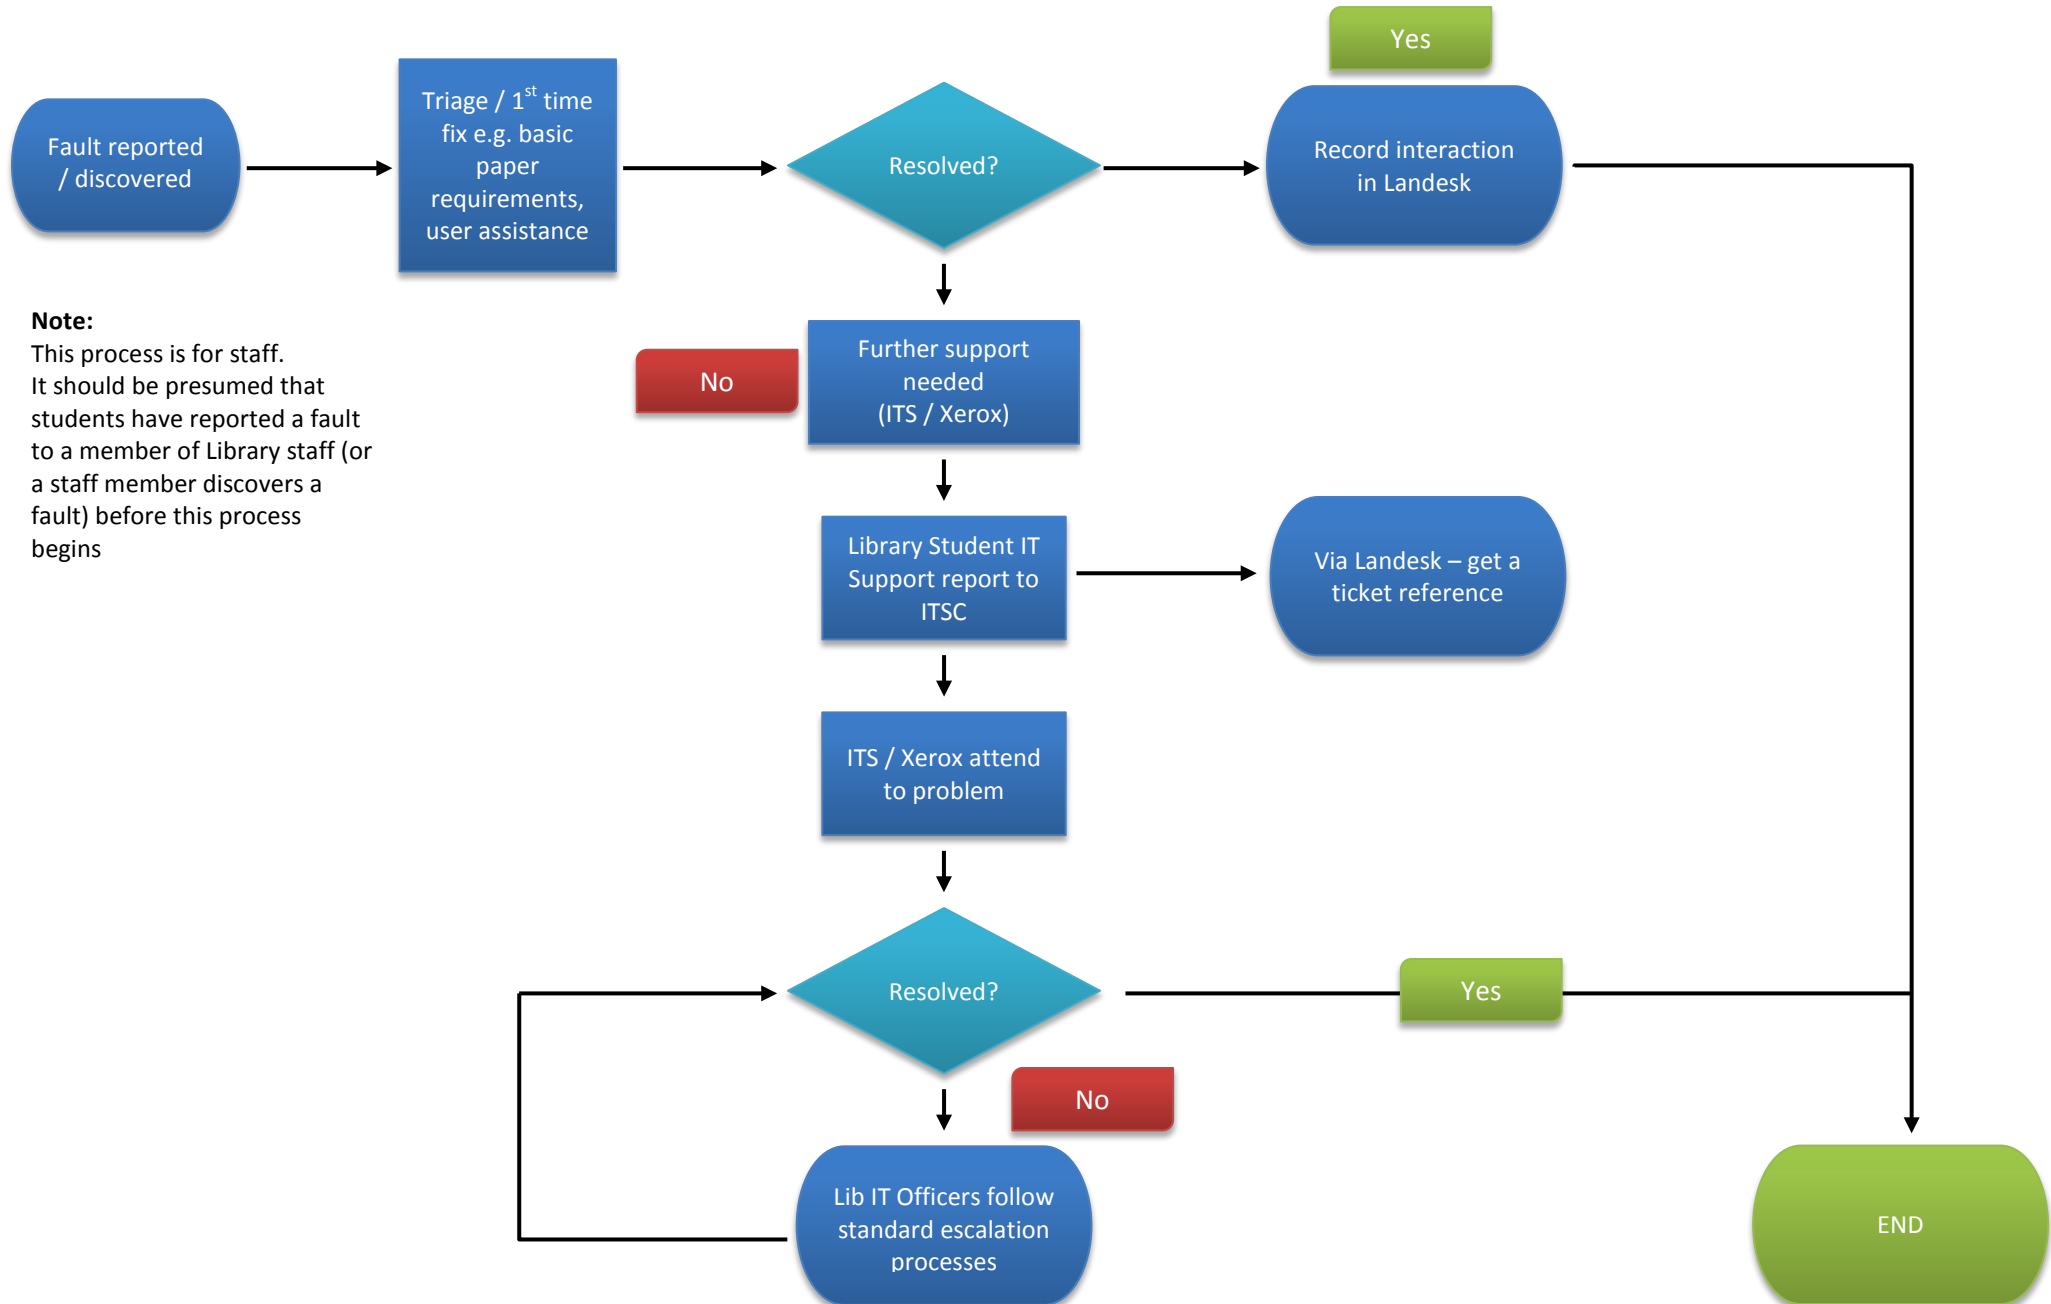 Yes
Fault reported
/ discovered
Triage / 1st time
fix e.g. basic
paper
requirements,
user assistance
Resolved?
Record interaction
in Landesk
Note:
This process is for staff.
It should be presumed that
students have reported a fault
to a member of Library staff (or
a staff member discovers a
fault) before this process
begins
No
Further support
needed
(ITS / Xerox)
Library Student IT
Support report to
ITSC
Via Landesk – get a
ticket reference
ITS / Xerox attend
to problem
Resolved?
Yes
No
Lib IT Officers follow
standard escalation
processes
END